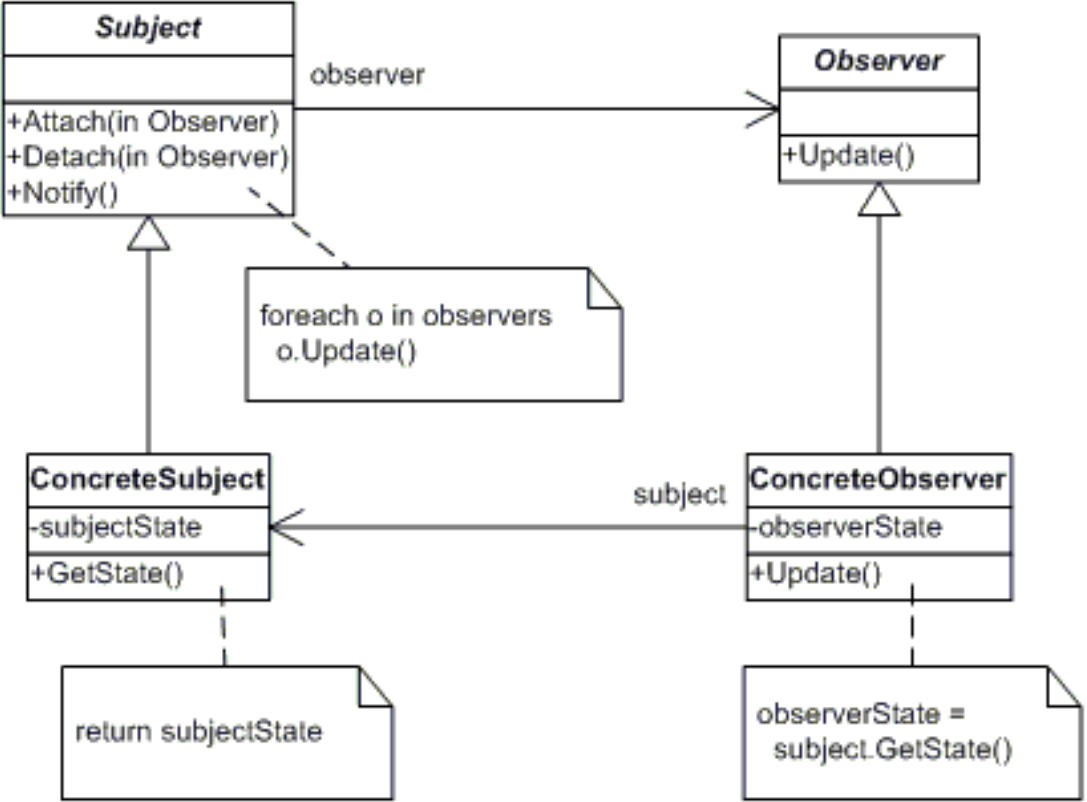 Subject
+Attach(in Observer)
+Detach(in Observer)
+Notify()
observer
Observer
+Update()
foreach o in observers
o.Update()
ConcreteSubject
-subjectState
+GetState()
subject
ConcreteObserver
-observerState
+Update()
return subjectState
observerState =
subject.GetState()